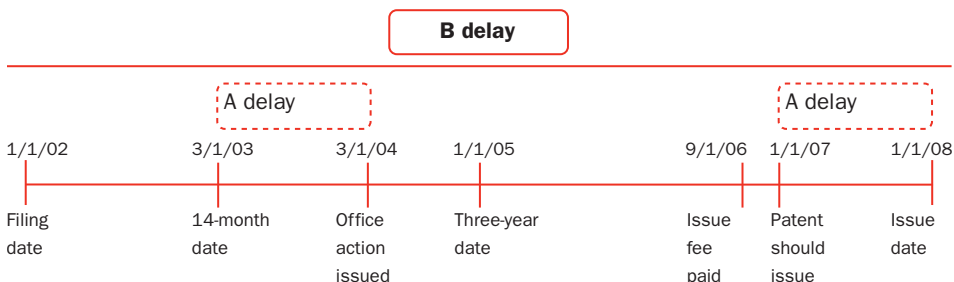 B delay
A delay
A delay
1/1/02
3/1/03
3/1/04
1/1/05
9/1/06
1/1/07
1/1/08
Filing
date
14-month
date
Office
action
issued
Three-year
date
Issue
fee
paid
Patent
should
issue
Issue
date